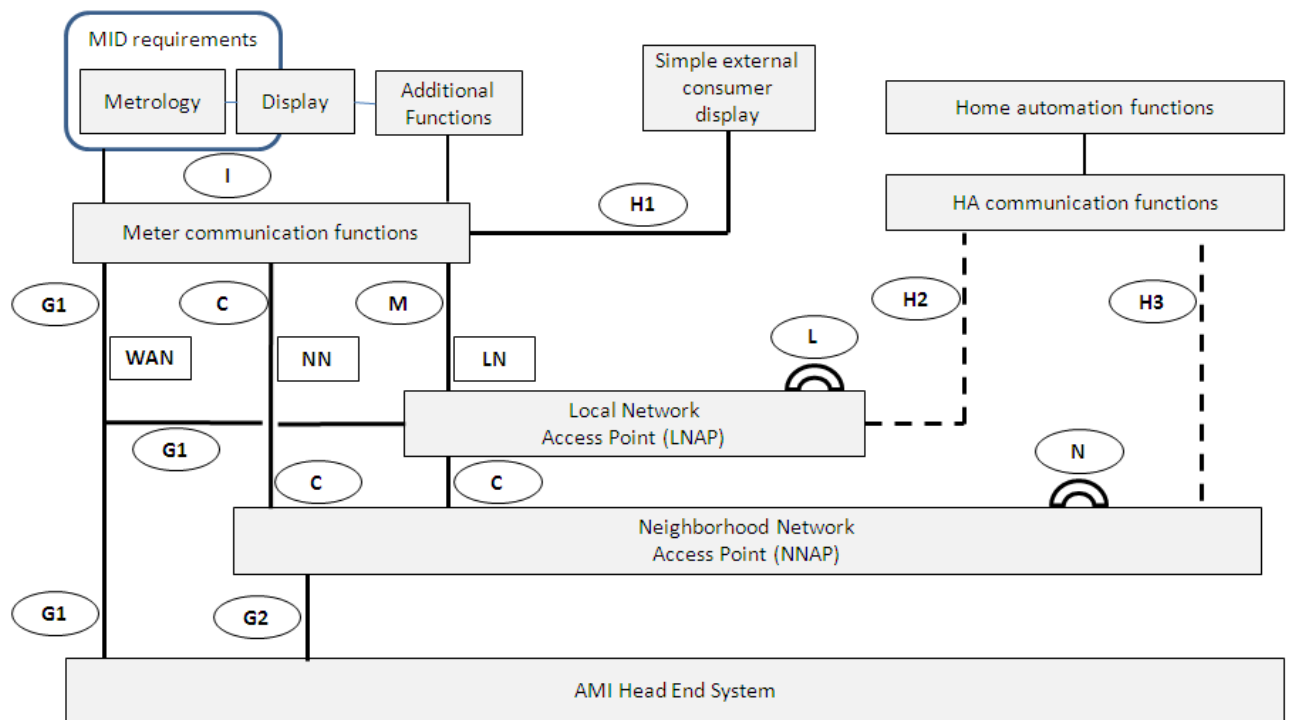 MID requirements
Metrology
Display
Additional
Functions
Simple external
consumer
display
Home automation functions
I
H1
HA communication functions
Meter communication functions
G1
C
M
H2
H3
WAN
NN
LN
L
Local Network
Access Point (LNAP)
G1
N
C
C
Neighborhood Network
Access Point (NNAP)
G1
G2
AMI Head End System